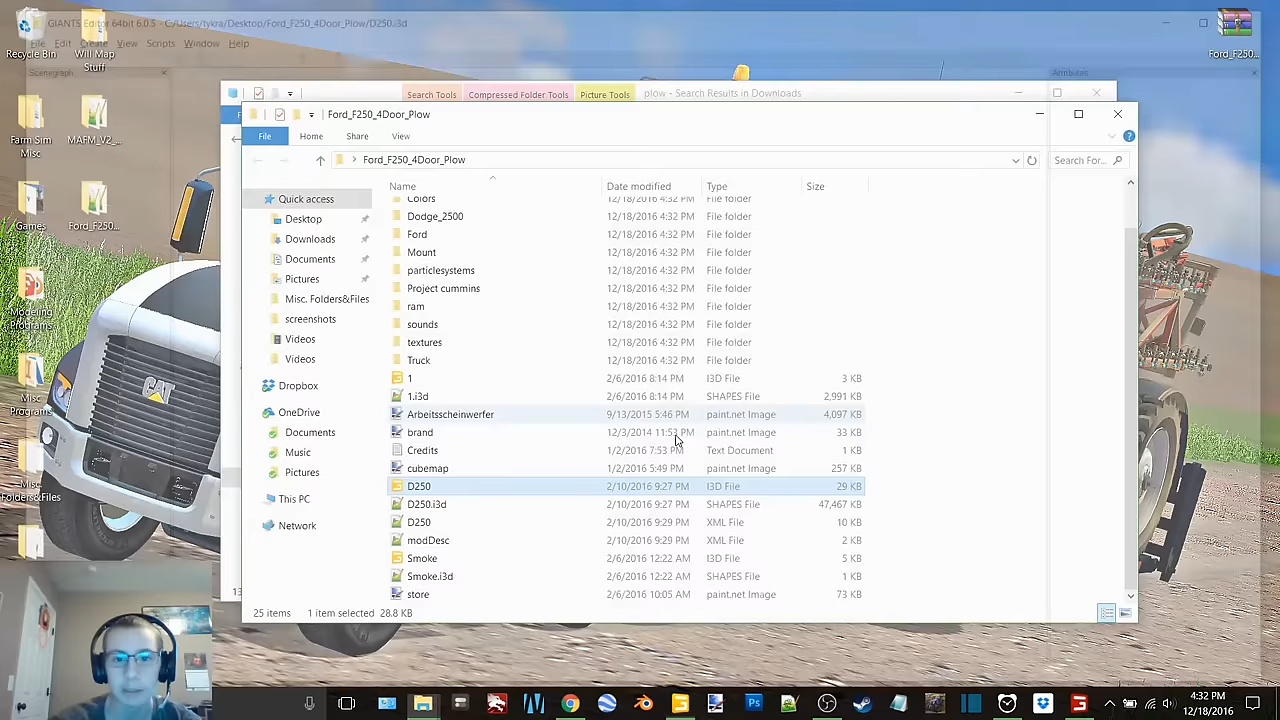 GIANTS Editor 64bit 6.0.5 - C:/Users/tykra/Desktop/Ford_F250_4Door_Plow/D250.i3d
File Edit Create View Scripts Window Help
Scenegraph
Attributes
Recycle Bin
Will Map Stuff
Farm Sim Misc
MAFM_V2_...
Games
Ford_F250...
Modeling Programs
Misc Programs
Misc. Folders&Files
Ford_F250...
CAT
Search Tools Compressed Folder Tools Picture Tools plow - Search Results in Downloads
Ford_F250_4Door_Plow
File Home Share View
Ford_F250_4Door_Plow Search For...
Name Date modified Type Size
Quick access
Desktop
Downloads
Documents
Pictures
Misc. Folders&Files
screenshots
Videos
Videos
Dropbox
OneDrive
Documents
Music
Pictures
This PC
Network
Colors 12/18/2016 4:32 PM File folder
Dodge_2500 12/18/2016 4:32 PM File folder
Ford 12/18/2016 4:32 PM File folder
Mount 12/18/2016 4:32 PM File folder
particlesystems 12/18/2016 4:32 PM File folder
Project cummins 12/18/2016 4:32 PM File folder
ram 12/18/2016 4:32 PM File folder
sounds 12/18/2016 4:32 PM File folder
textures 12/18/2016 4:32 PM File folder
Truck 12/18/2016 4:32 PM File folder
1 2/6/2016 8:14 PM I3D File 3 KB
1.i3d 2/6/2016 8:14 PM SHAPES File 2,991 KB
Arbeitsscheinwerfer 9/13/2015 5:46 PM paint.net Image 4,097 KB
brand 12/3/2014 11:53 PM paint.net Image 33 KB
Credits 1/2/2016 7:53 PM Text Document 1 KB
cubemap 1/2/2016 5:49 PM paint.net Image 257 KB
D250 2/10/2016 9:27 PM I3D File 29 KB
D250.i3d 2/10/2016 9:27 PM SHAPES File 47,467 KB
D250 2/10/2016 9:29 PM XML File 10 KB
modDesc 2/10/2016 9:29 PM XML File 2 KB
Smoke 2/6/2016 12:22 AM I3D File 5 KB
Smoke.i3d 2/6/2016 12:22 AM SHAPES File 1 KB
store 2/6/2016 10:05 AM paint.net Image 73 KB
25 items 1 item selected 28.8 KB
4:32 PM
12/18/2016